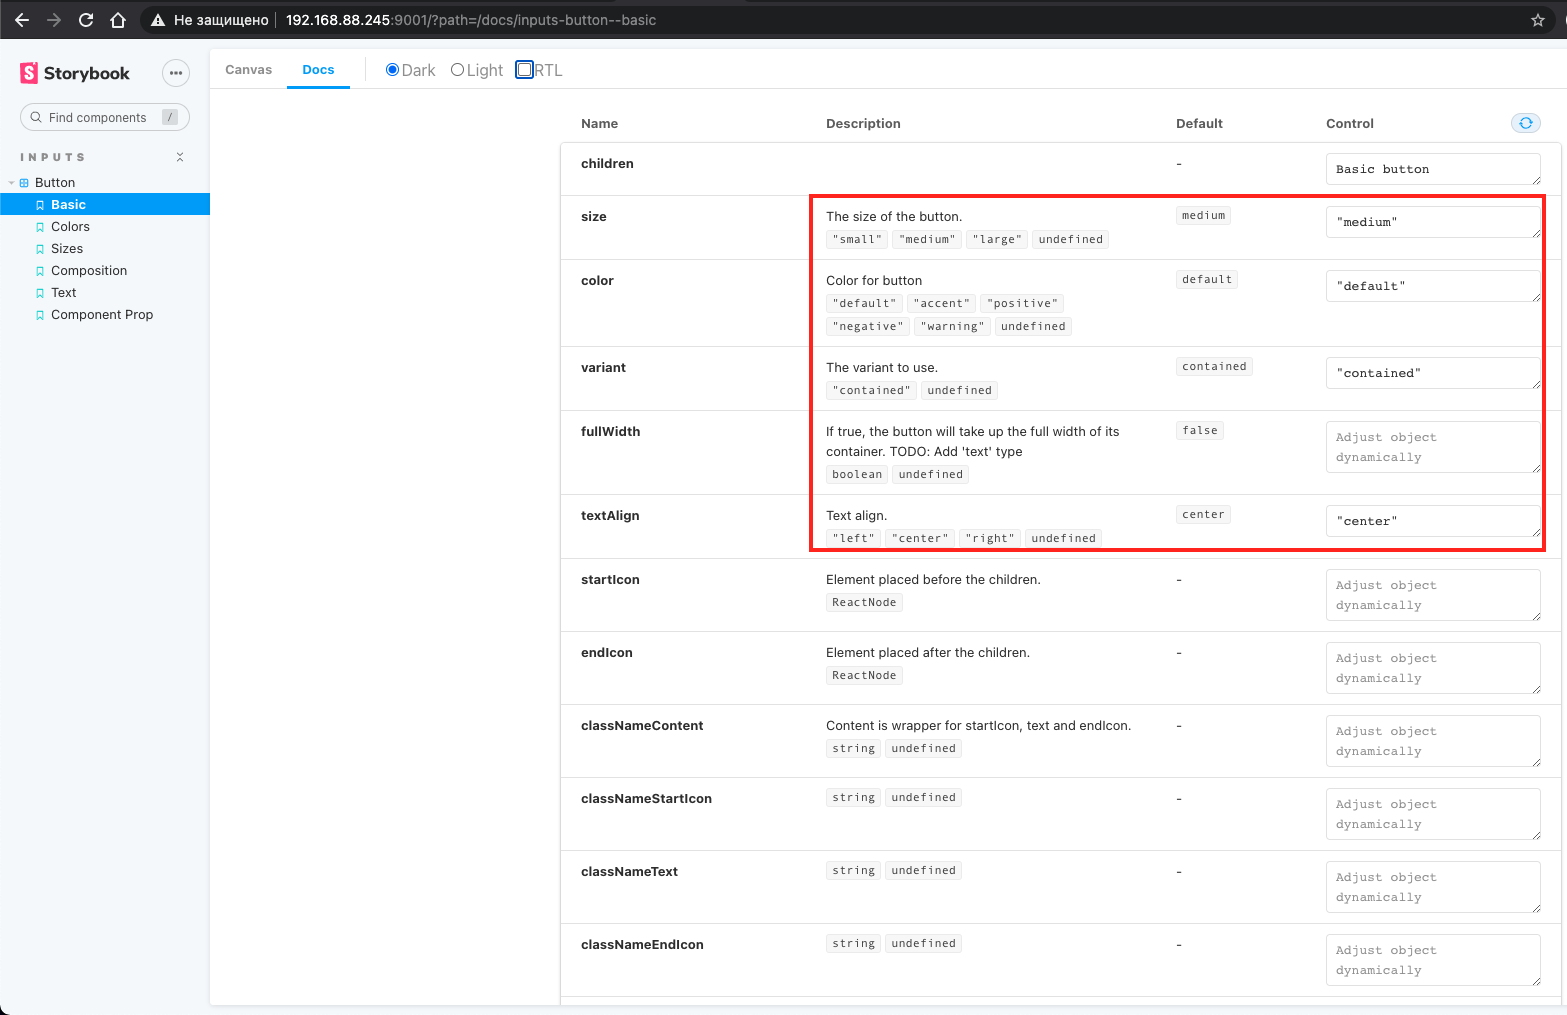 Не защищено 192.168.88.245:9001/?path=/docs/inputs-button--basic
Storybook
Canvas Docs Dark Light RTL
Find components /
INPUTS
Button
Basic
Colors
Sizes
Composition
Text
Component Prop
Name Description Default Control
children - Basic button
size The size of the button. medium "medium"
"small" "medium" "large" undefined
color Color for button default "default"
"default" "accent" "positive"
"negative" "warning" undefined
variant The variant to use. contained "contained"
"contained" undefined
fullWidth If true, the button will take up the full width of its false Adjust object
container. TODO: Add 'text' type dynamically
boolean undefined
textAlign Text align. center "center"
"left" "center" "right" undefined
startIcon Element placed before the children. - Adjust object
ReactNode dynamically
endIcon Element placed after the children. - Adjust object
ReactNode dynamically
classNameContent Content is wrapper for startIcon, text and endIcon. - Adjust object
string undefined dynamically
classNameStartIcon string undefined - Adjust object
dynamically
classNameText string undefined - Adjust object
dynamically
classNameEndIcon string undefined - Adjust object
dynamically